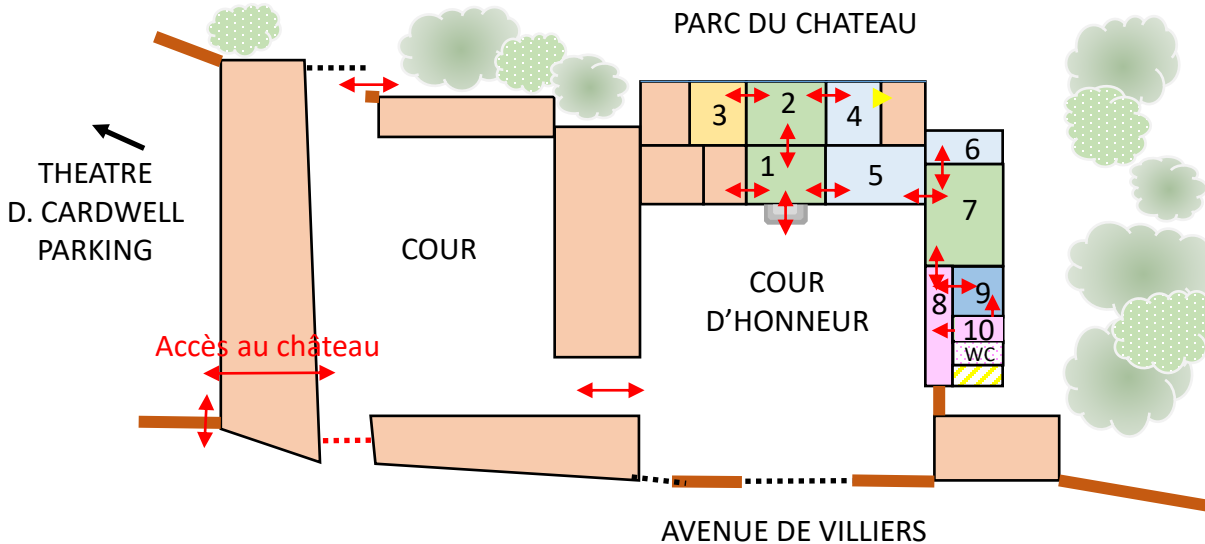 PARC DU CHATEAU
THEATRE
D. CARDWELL
PARKING
COUR
COUR
D’HONNEUR
Accès au château
AVENUE DE VILLIERS
1
2
3
4
5
6
7
8
9
10
WC